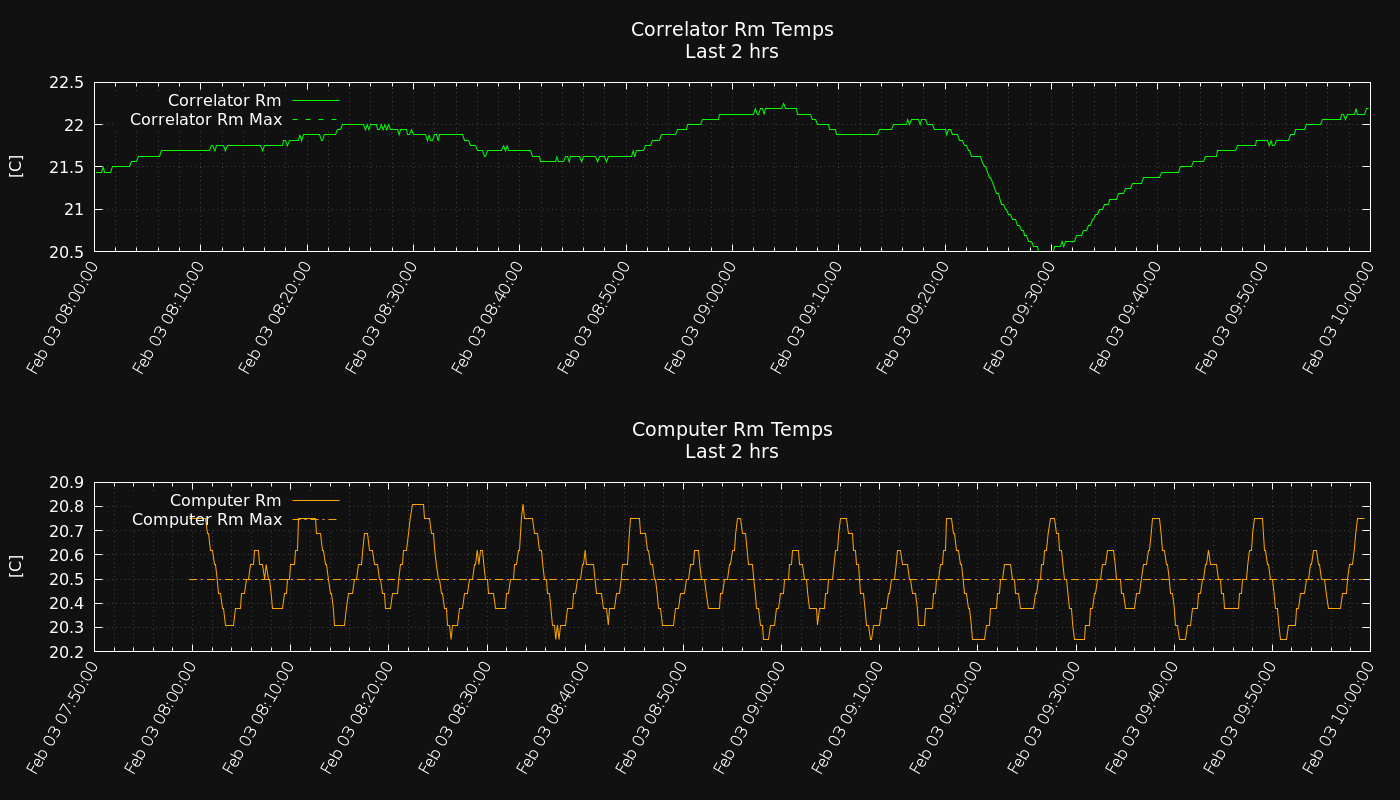 Correlator Rm Temps
Last 2 hrs
22.5
22
21.5
21
20.5
[C]
Correlator Rm
Correlator Rm Max
Feb 03 08:00:00
Feb 03 08:10:00
Feb 03 08:20:00
Feb 03 08:30:00
Feb 03 08:40:00
Feb 03 08:50:00
Feb 03 09:00:00
Feb 03 09:10:00
Feb 03 09:20:00
Feb 03 09:30:00
Feb 03 09:40:00
Feb 03 09:50:00
Feb 03 10:00:00
Computer Rm Temps
Last 2 hrs
20.9
20.8
20.7
20.6
20.5
20.4
20.3
20.2
[C]
Computer Rm
Computer Rm Max
Feb 03 07:50:00
Feb 03 08:00:00
Feb 03 08:10:00
Feb 03 08:20:00
Feb 03 08:30:00
Feb 03 08:40:00
Feb 03 08:50:00
Feb 03 09:00:00
Feb 03 09:10:00
Feb 03 09:20:00
Feb 03 09:30:00
Feb 03 09:40:00
Feb 03 09:50:00
Feb 03 10:00:00